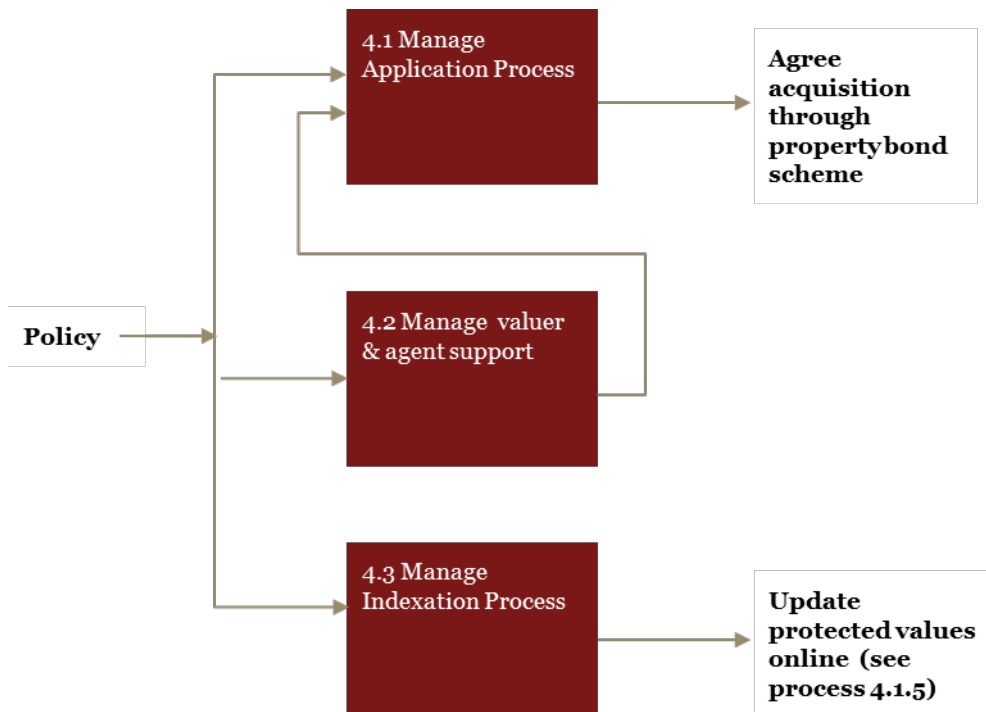 4.1 Manage
Application Process
Agree
acquisition
through
propertybond
scheme
Policy
4.2 Manage valuer
& agent support
4.3 Manage
Indexation Process
Update
protected values
online (see
process 4.1.5)